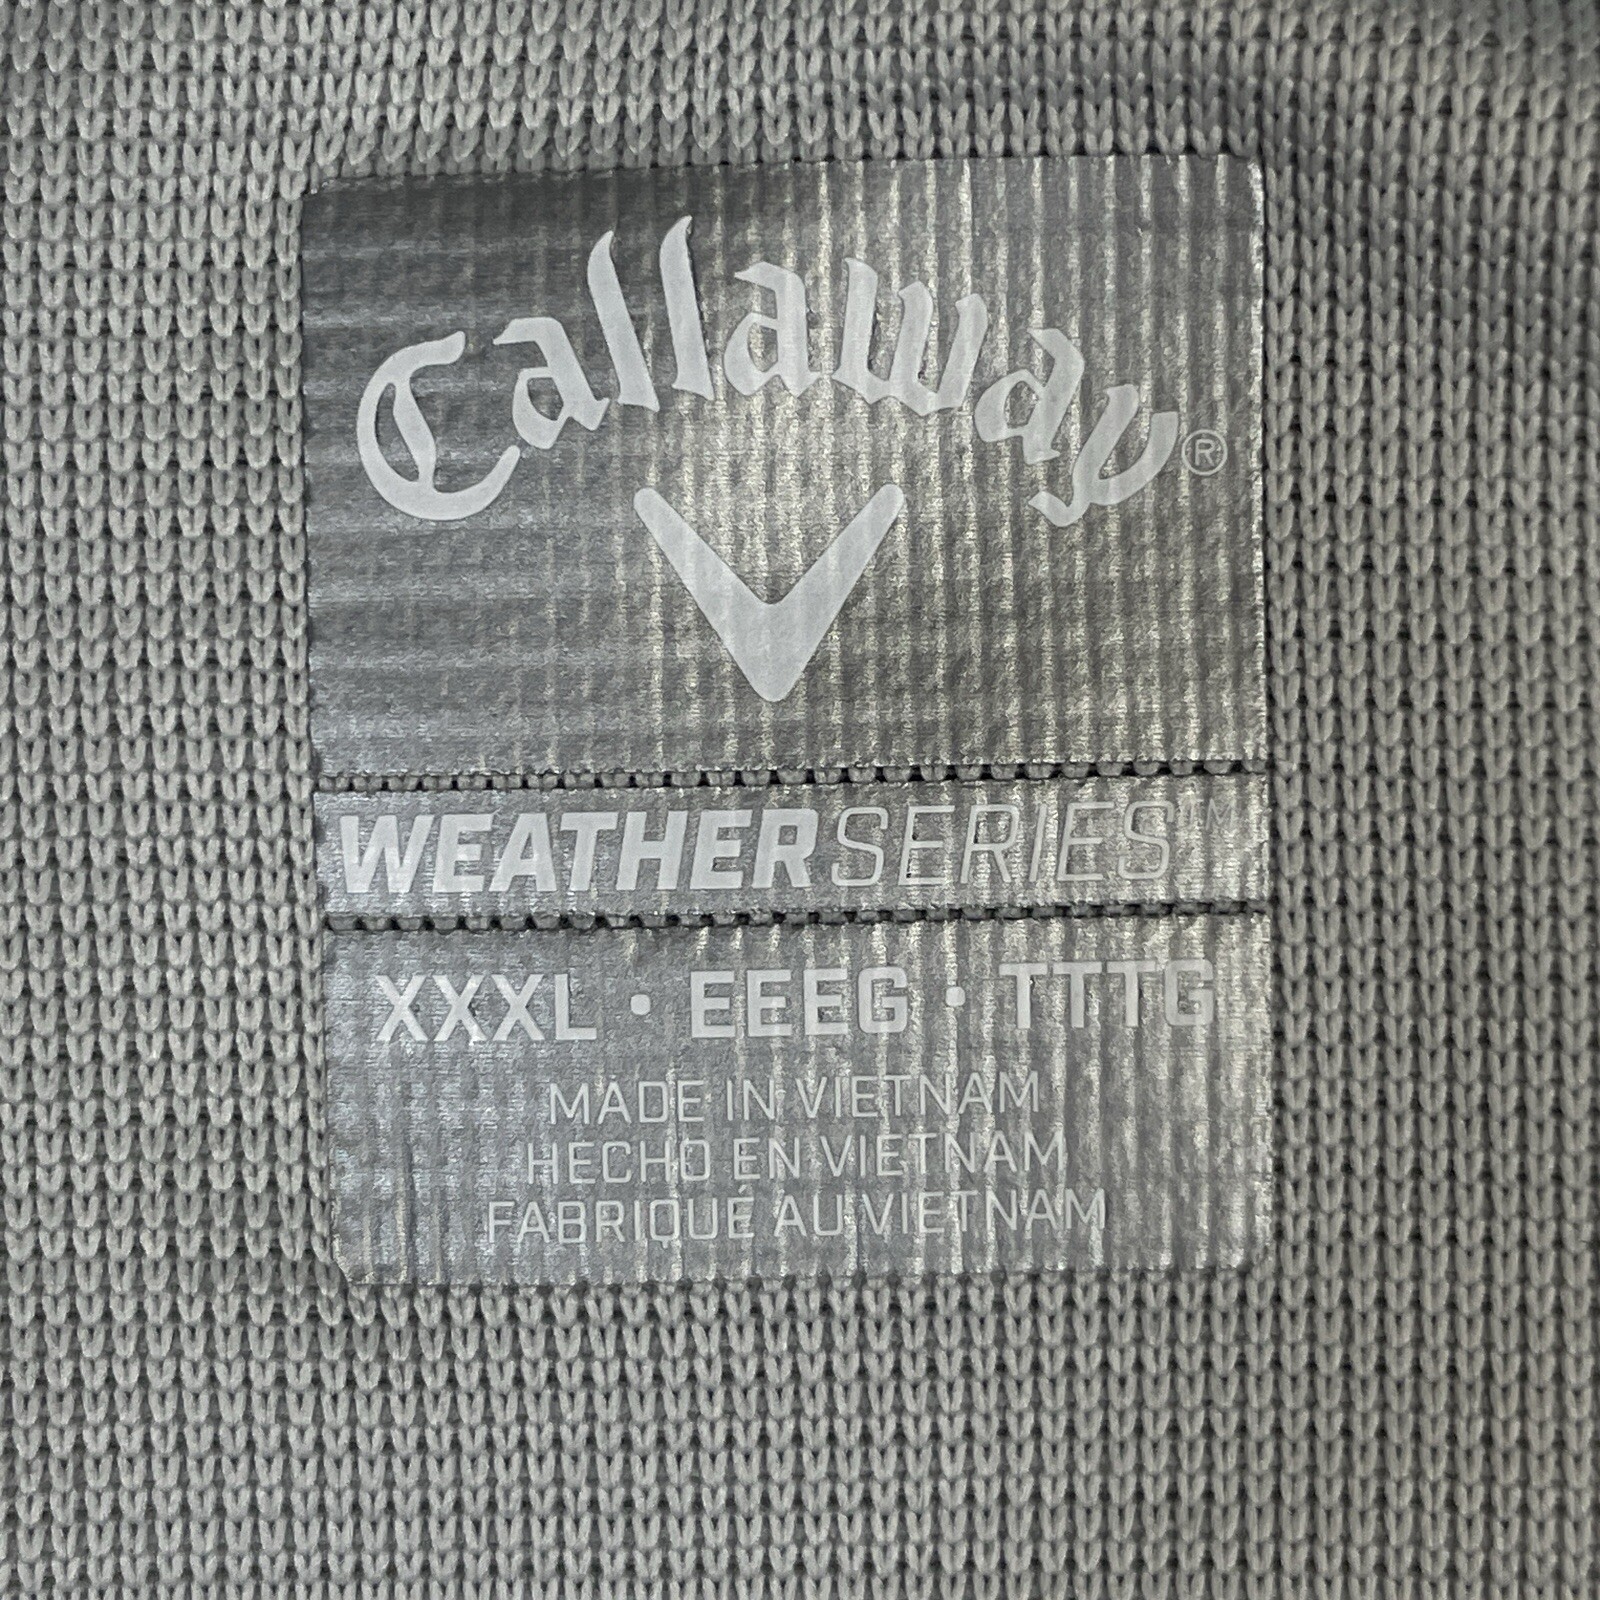 Callaway®
WEATHERSERIES™
XXXL · EEEG · TTTG
MADE IN VIETNAM
HECHO EN VIETNAM
FABRIQUÉ AU VIETNAM